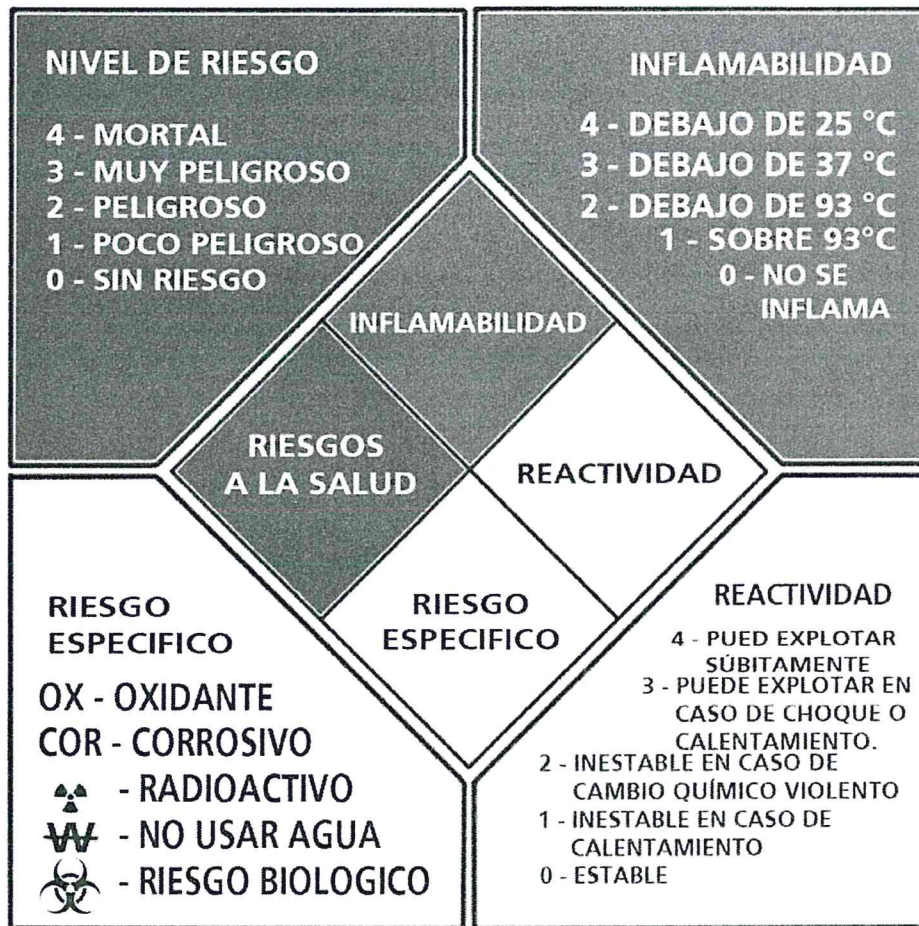 NIVEL DE RIESGO
4 - MORTAL
3 - MUY PELIGROSO
2 - PELIGROSO
1 - POCO PELIGROSO
0 - SIN RIESGO
INFLAMABILIDAD
4 - DEBAJO DE 25 °C
3 - DEBAJO DE 37 °C
2 - DEBAJO DE 93 °C
1 - SOBRE 93°C
0 - NO SE
INFLAMA
INFLAMABILIDAD
RIESGOS
A LA SALUD
REACTIVIDAD
RIESGO
ESPECIFICO
RIESGO
ESPECIFICO
OX - OXIDANTE
COR - CORROSIVO
- RADIOACTIVO
W - NO USAR AGUA
- RIESGO BIOLOGICO
REACTIVIDAD
4 - PUED EXPLOTAR
SÚBITAMENTE
3 - PUEDE EXPLOTAR EN
CASO DE CHOQUE O
CALENTAMIENTO.
2 - INESTABLE EN CASO DE
CAMBIO QUÍMICO VIOLENTO
1 - INESTABLE EN CASO DE
CALENTAMIENTO
0 - ESTABLE